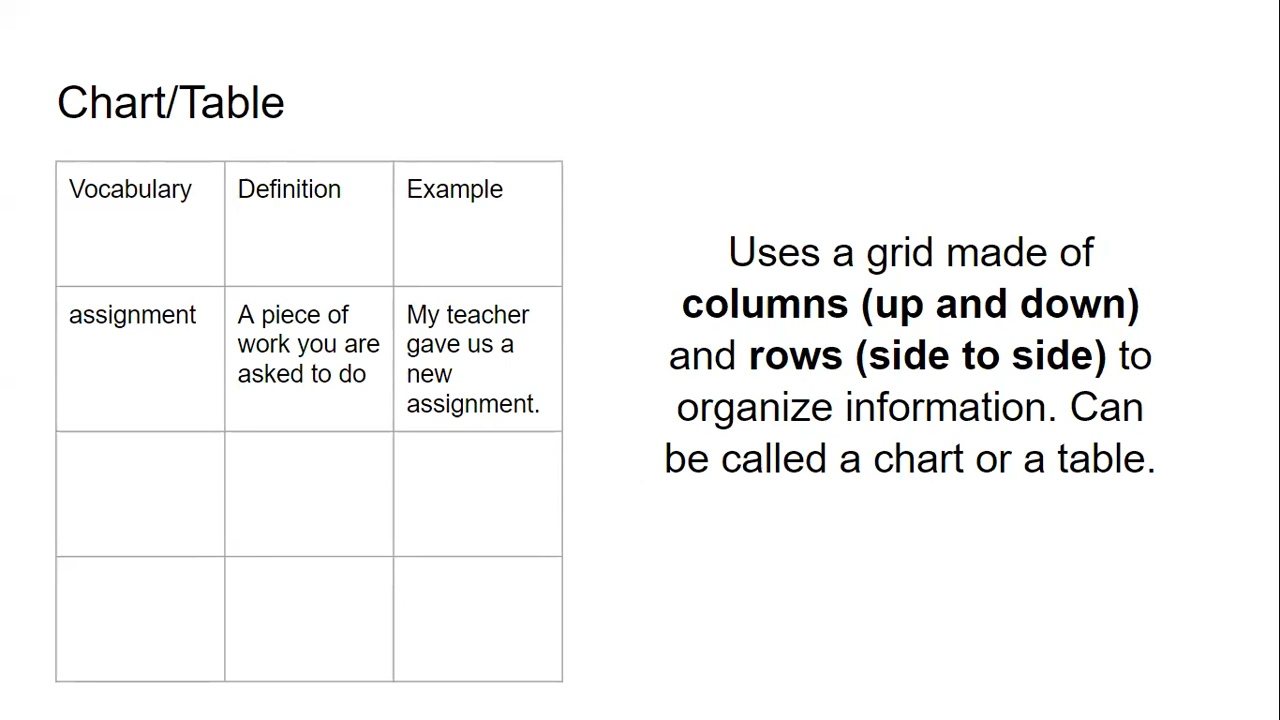 Chart/Table
Vocabulary
Definition
Example
assignment
A piece of
work you are
asked to do
My teacher
gave us a
new
assignment.
Uses a grid made of
columns (up and down)
and rows (side to side) to
organize information. Can
be called a chart or a table.